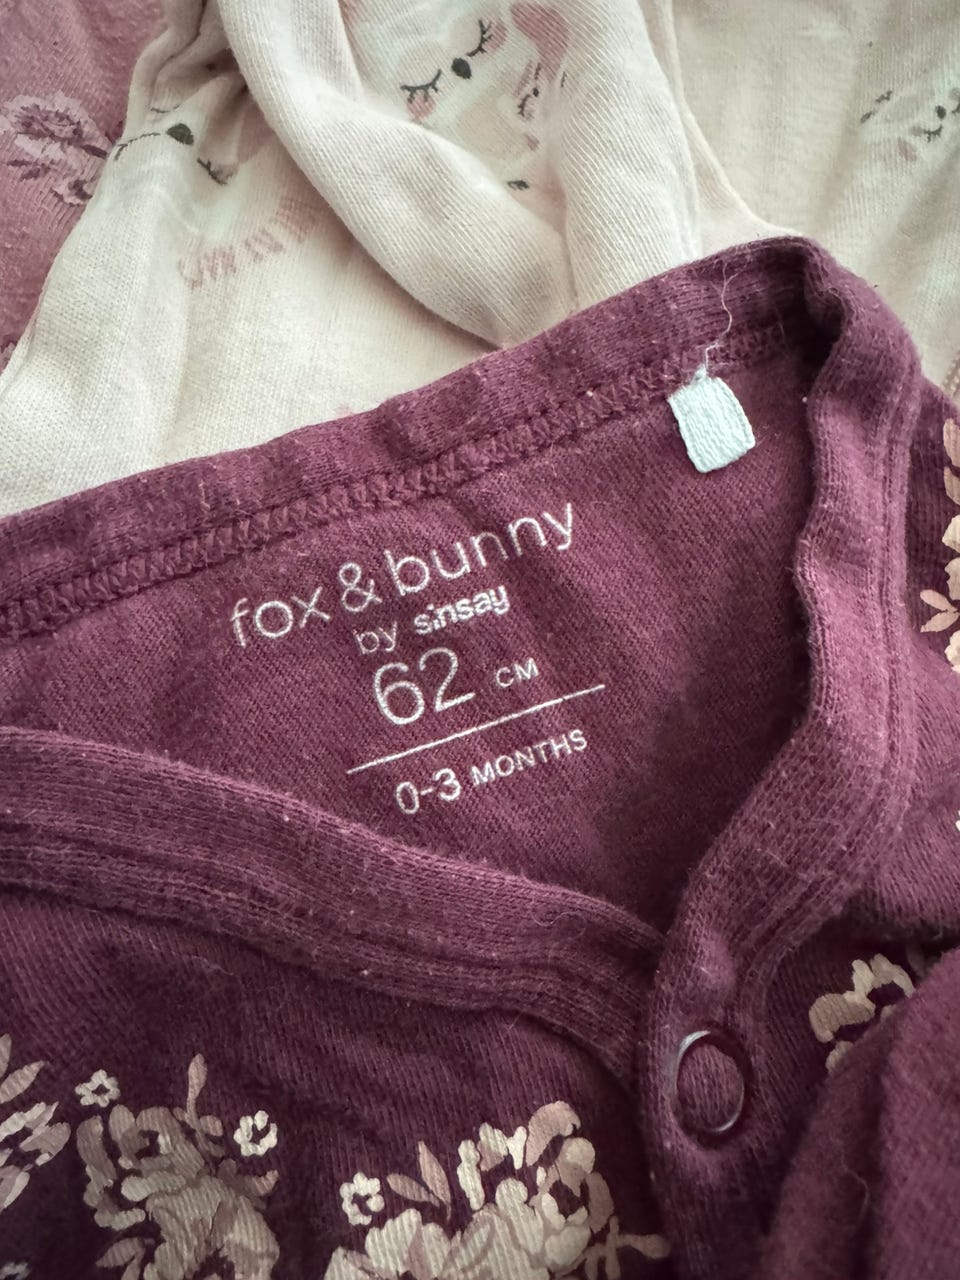 fox & bunny
by sinsay
62 CM
0-3 MONTHS